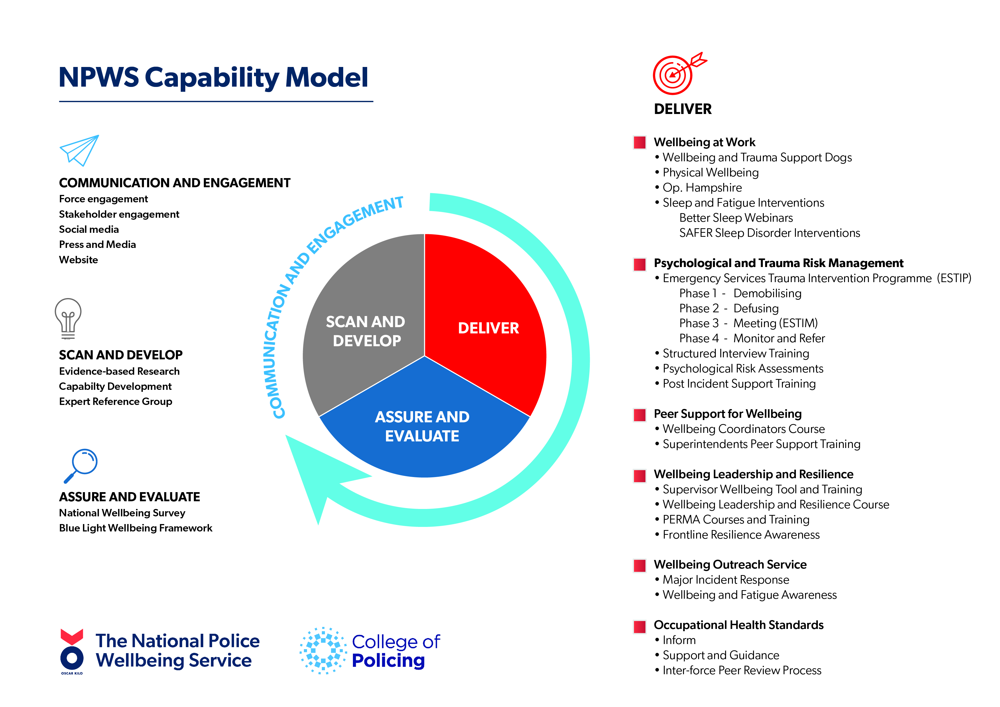 NPWS Capability Model
COMMUNICATION AND ENGAGEMENT
Force engagement
Stakeholder engagement
Social media
Press and Media
Website
SCAN AND DEVELOP
Evidence-based Research
Capabilty Development
Expert Reference Group
ASSURE AND EVALUATE
National Wellbeing Survey
Blue Light Wellbeing Framework
COMMUNICATION AND ENGAGEMENT
SCAN AND
DEVELOP
DELIVER
ASSURE AND
EVALUATE
DELIVER
Wellbeing at Work
• Wellbeing and Trauma Support Dogs
• Physical Wellbeing
• Op. Hampshire
• Sleep and Fatigue Interventions
Better Sleep Webinars
SAFER Sleep Disorder Interventions
Psychological and Trauma Risk Management
• Emergency Services Trauma Intervention Programme (ESTIP)
Phase 1 - Demobilising
Phase 2 - Defusing
Phase 3 - Meeting (ESTIM)
Phase 4 - Monitor and Refer
• Structured Interview Training
• Psychological Risk Assessments
• Post Incident Support Training
Peer Support for Wellbeing
• Wellbeing Coordinators Course
• Superintendents Peer Support Training
Wellbeing Leadership and Resilience
• Supervisor Wellbeing Tool and Training
• Wellbeing Leadership and Resilience Course
• PERMA Courses and Training
• Frontline Resilience Awareness
Wellbeing Outreach Service
• Major Incident Response
• Wellbeing and Fatigue Awareness
Occupational Health Standards
• Inform
• Support and Guidance
• Inter-force Peer Review Process
The National Police
Wellbeing Service
OSCAR KILO
College of
Policing